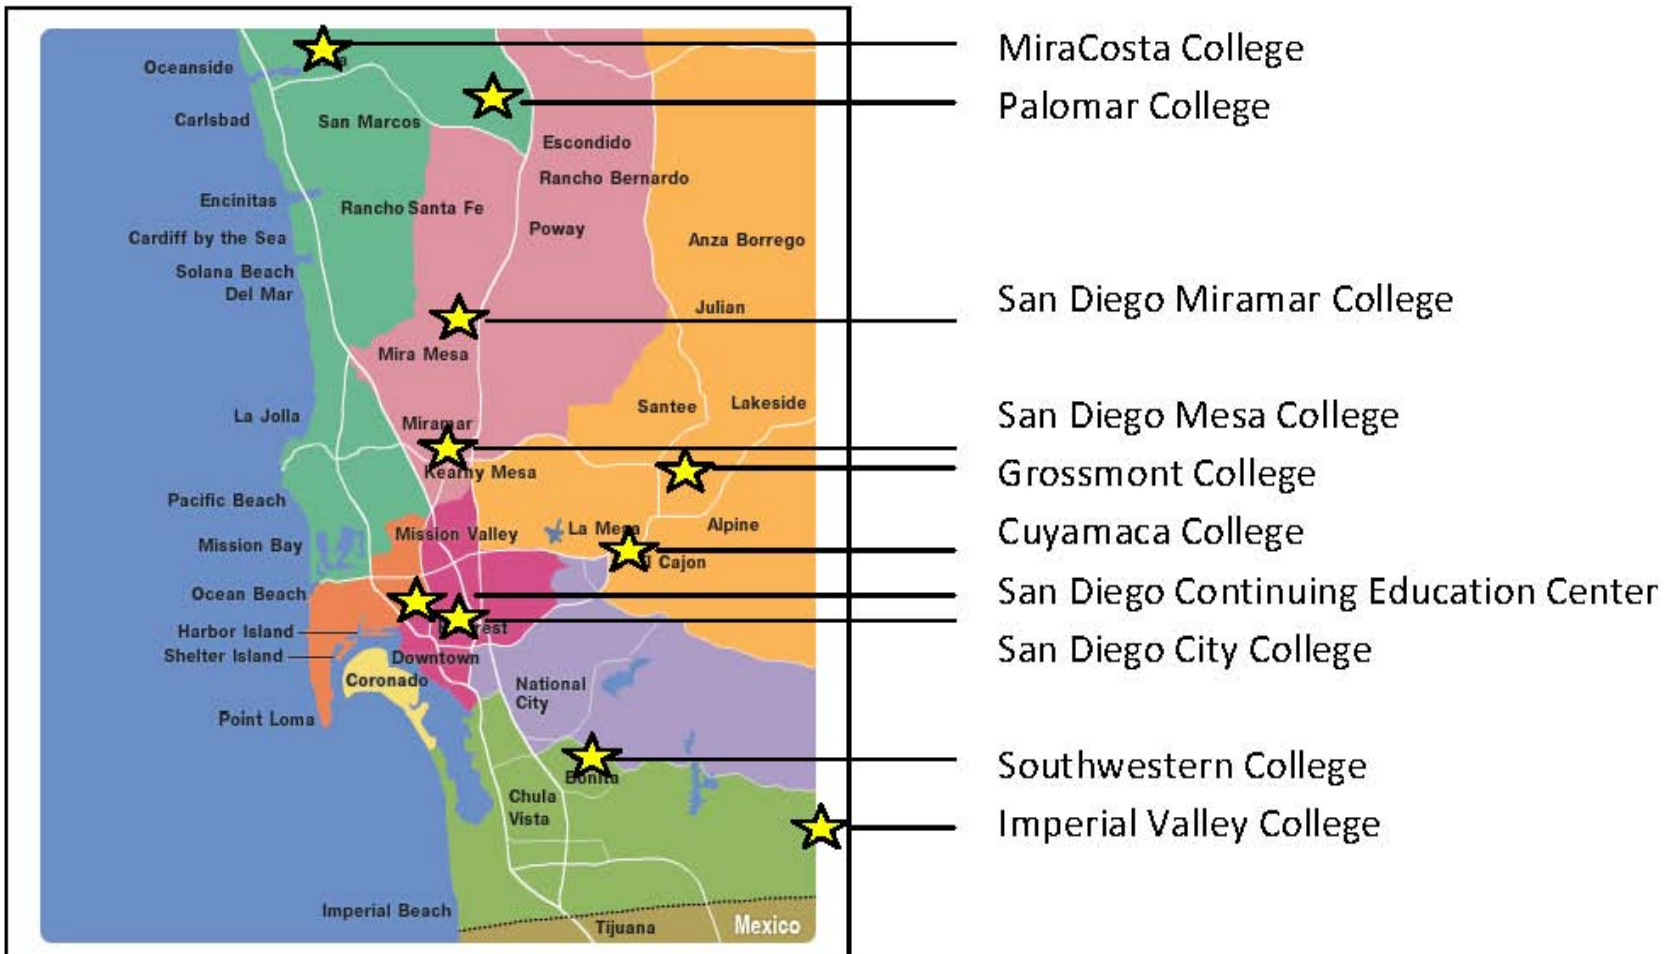 MiraCosta College
Palomar College
San Diego Miramar College
San Diego Mesa College
Grossmont College
Cuyamaca College
San Diego Continuing Education Center
San Diego City College
Southwestern College
Imperial Valley College
Oceanside
Carlsbad
San Marcos
Escondido
Rancho Bernardo
Encinitas
Rancho Santa Fe
Poway
Cardiff by the Sea
Anza Borrego
Solana Beach
Del Mar
Julian
Mira Mesa
Lakeside
Santee
La Jolla
Miramar
Kearny Mesa
Pacific Beach
Mission Valley
La Mesa
Alpine
Mission Bay
Cajon
Ocean Beach
Harbor Island
Shelter Island
Downtown
Coronado
National
City
Point Loma
Bonita
Chula
Vista
Imperial Beach
Tijuana
Mexico